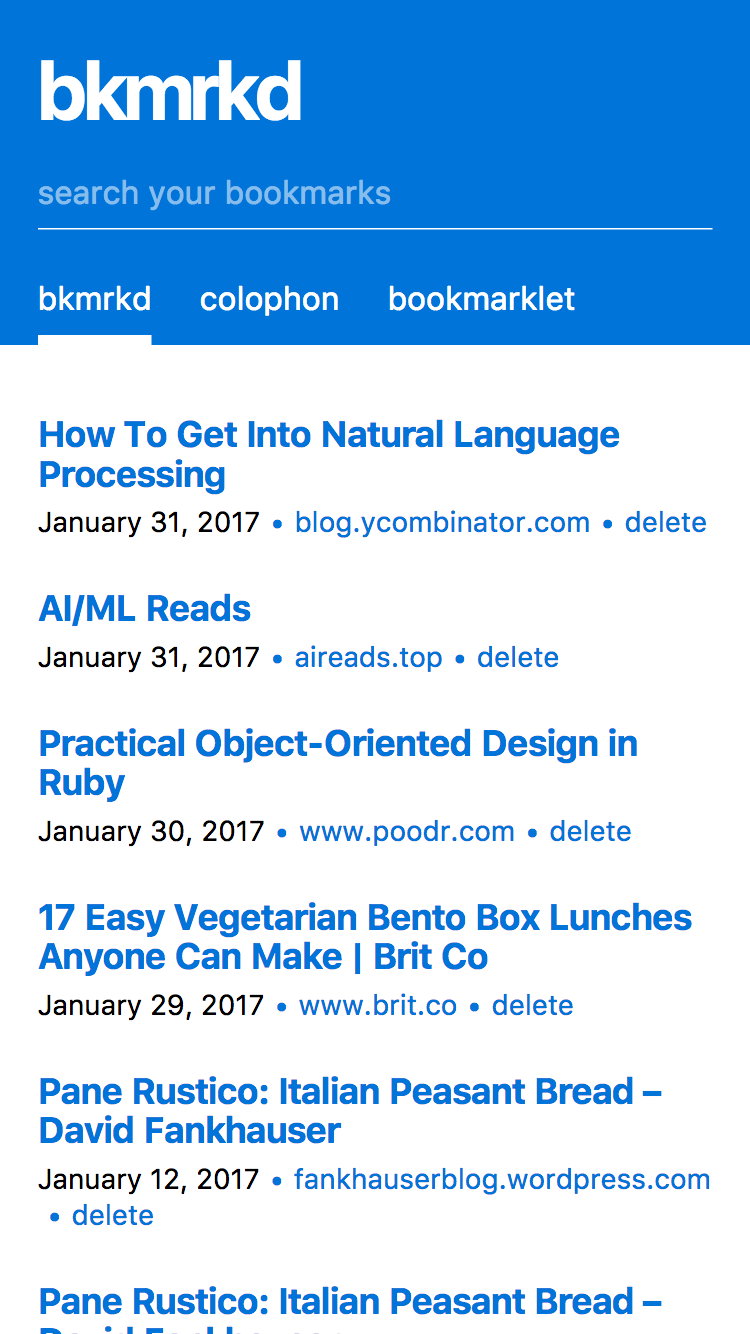 bkmrkd
search your bookmarks
bkmrkd colophon bookmarklet
How To Get Into Natural Language
Processing
January 31, 2017 • blog.ycombinator.com • delete
AI/ML Reads
January 31, 2017 • aireads.top • delete
Practical Object-Oriented Design in
Ruby
January 30, 2017 • www.poodr.com • delete
17 Easy Vegetarian Bento Box Lunches
Anyone Can Make | Brit Co
January 29, 2017 • www.brit.co • delete
Pane Rustico: Italian Peasant Bread –
David Fankhauser
January 12, 2017 • fankhauserblog.wordpress.com
• delete
Pane Rustico: Italian Peasant Bread –